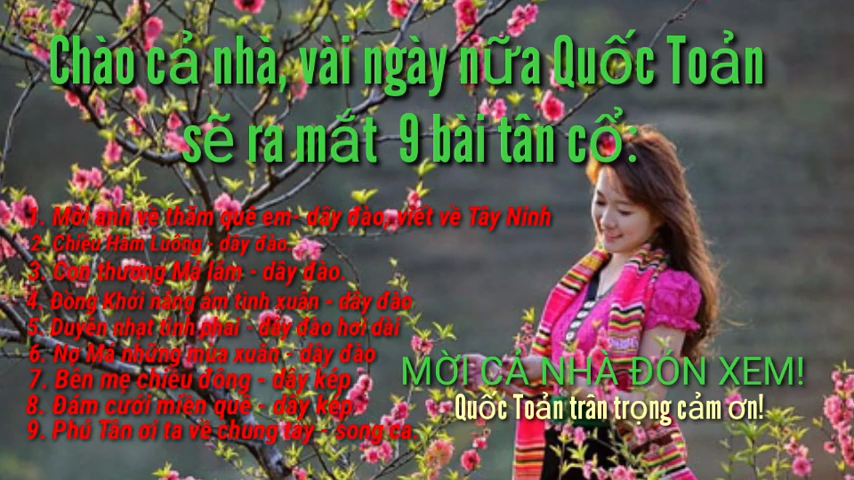 Chào cả nhà, vài ngày nữa Quốc Toản
sẽ ra mắt 9 bài tân cổ:
1. Mời anh về thăm quê em- dây đào, viết về Tây Ninh
2. Chiều Hàm Luông - dây đào.
3. Con thương Má lắm - dây đào.
4. Đồng Khởi nắng ấm tình xuân - dây đào
5. Duyên nhạt tình phai - dây đào hơi dài
6. Nợ Má những mùa xuân - dây đào
7. Bên mẹ chiều đông - dây kép
8. Đám cưới miền quê - dây kép
9. Phú Tân ơi ta về chung tay - song ca.
MỜI CẢ NHÀ ĐÓN XEM!
Quốc Toản trân trọng cảm ơn!